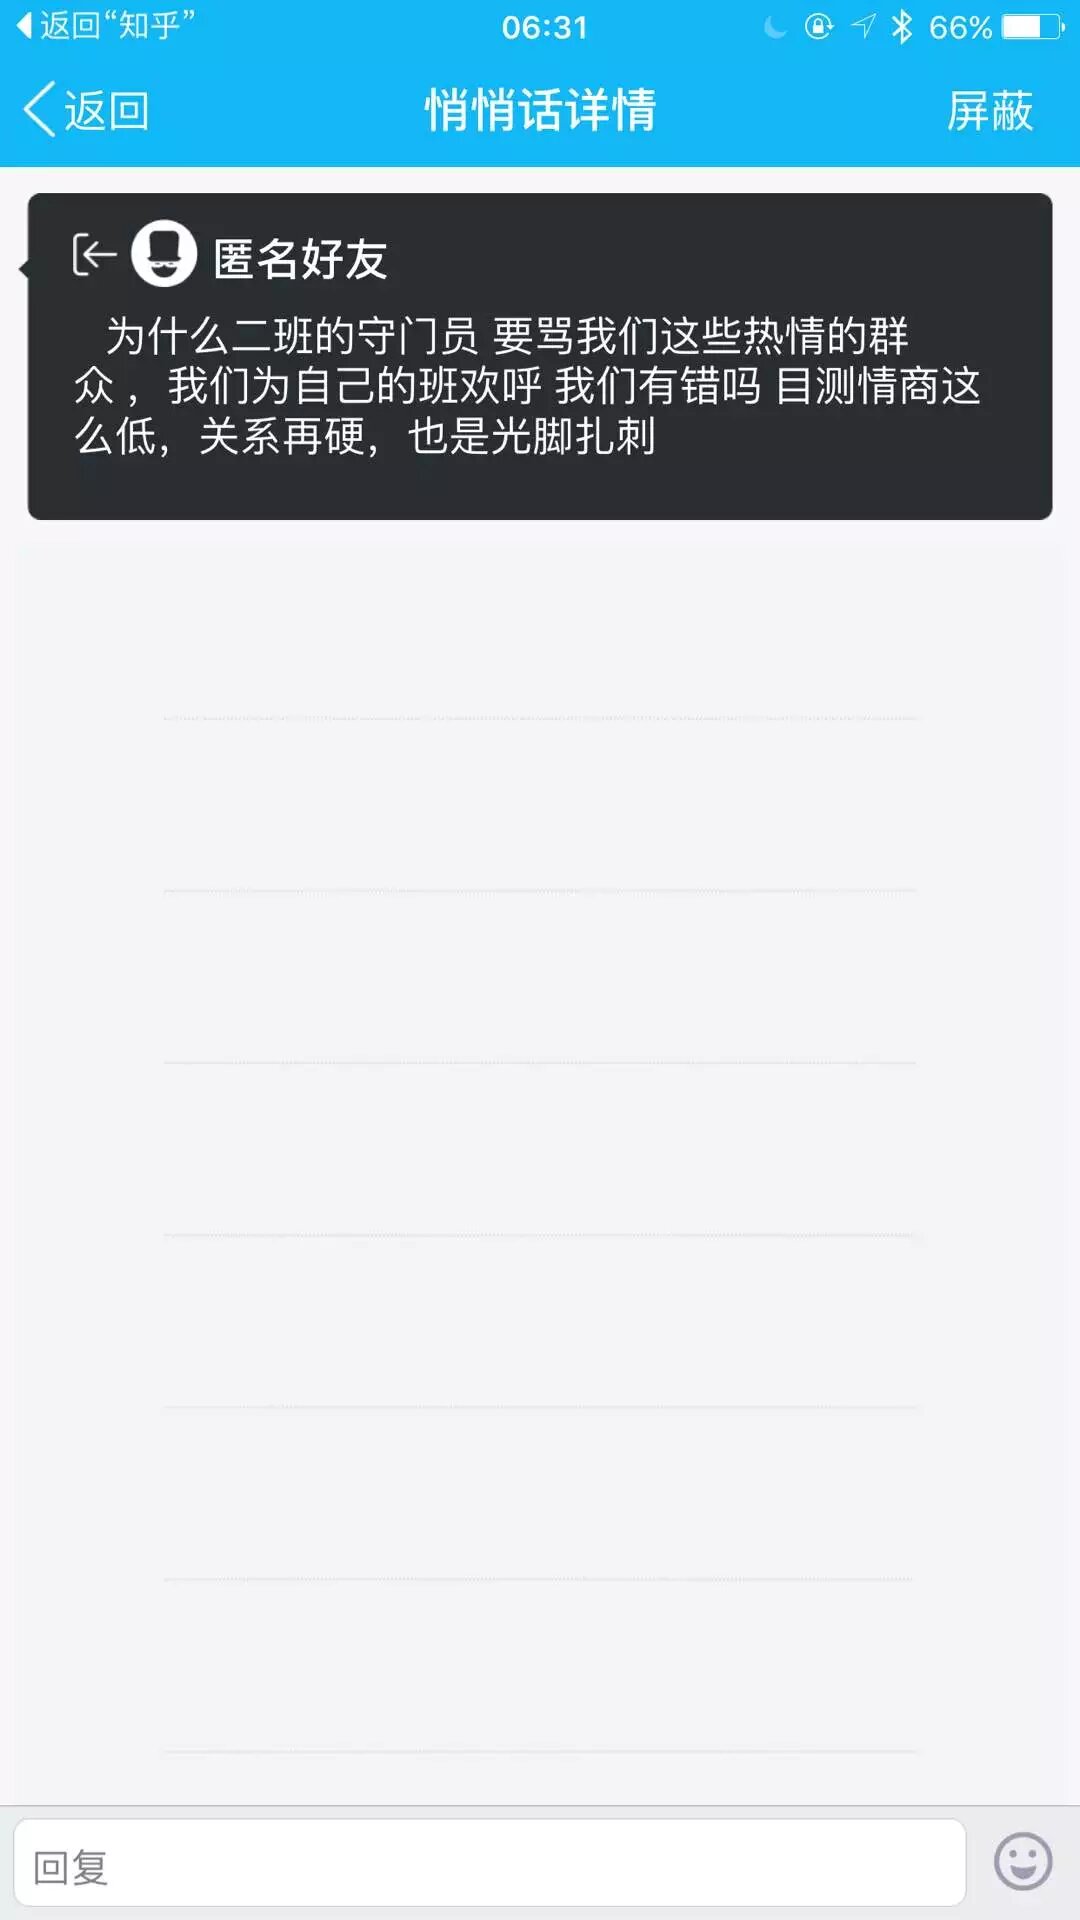 返回“知乎”
06:31
66%
返回
悄悄话详情
屏蔽
匿名好友
为什么二班的守门员 要骂我们这些热情的群
众 ，我们为自己的班欢呼 我们有错吗 目测情商这
么低，关系再硬，也是光脚扎刺
回复